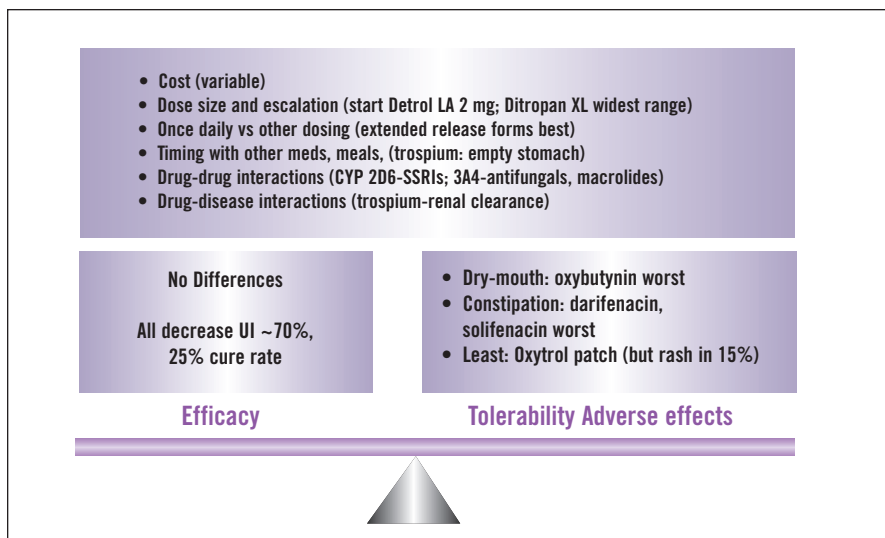 • Cost (variable)
• Dose size and escalation (start Detrol LA 2 mg; Ditropan XL widest range)
• Once daily vs other dosing (extended release forms best)
• Timing with other meds, meals, (trospium: empty stomach)
• Drug-drug interactions (CYP 2D6-SSRIs; 3A4-antifungals, macrolides)
• Drug-disease interactions (trospium-renal clearance)
No Differences
All decrease UI ~70%,
25% cure rate
• Dry-mouth: oxybutynin worst
• Constipation: darifenacin,
solifenacin worst
• Least: Oxytrol patch (but rash in 15%)
Efficacy
Tolerability Adverse effects